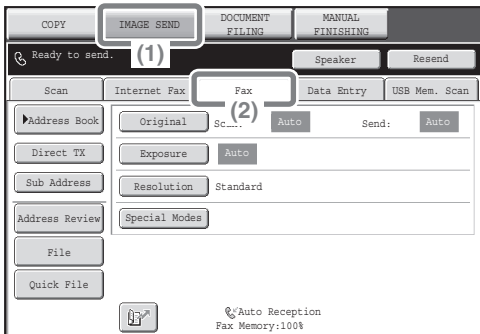 COPY
IMAGE SEND
DOCUMENT
FILING
MANUAL
FINISHING
Ready to send.
(1)
Speaker
Resend
Scan
Internet Fax
Fax
Data Entry
USB Mem. Scan
(2)
Address Book
Original
Auto
Send:
Auto
Direct TX
Exposure
Auto
Sub Address
Resolution
Standard
Address Review
Special Modes
File
Quick File
Auto Reception
Fax Memory:100%